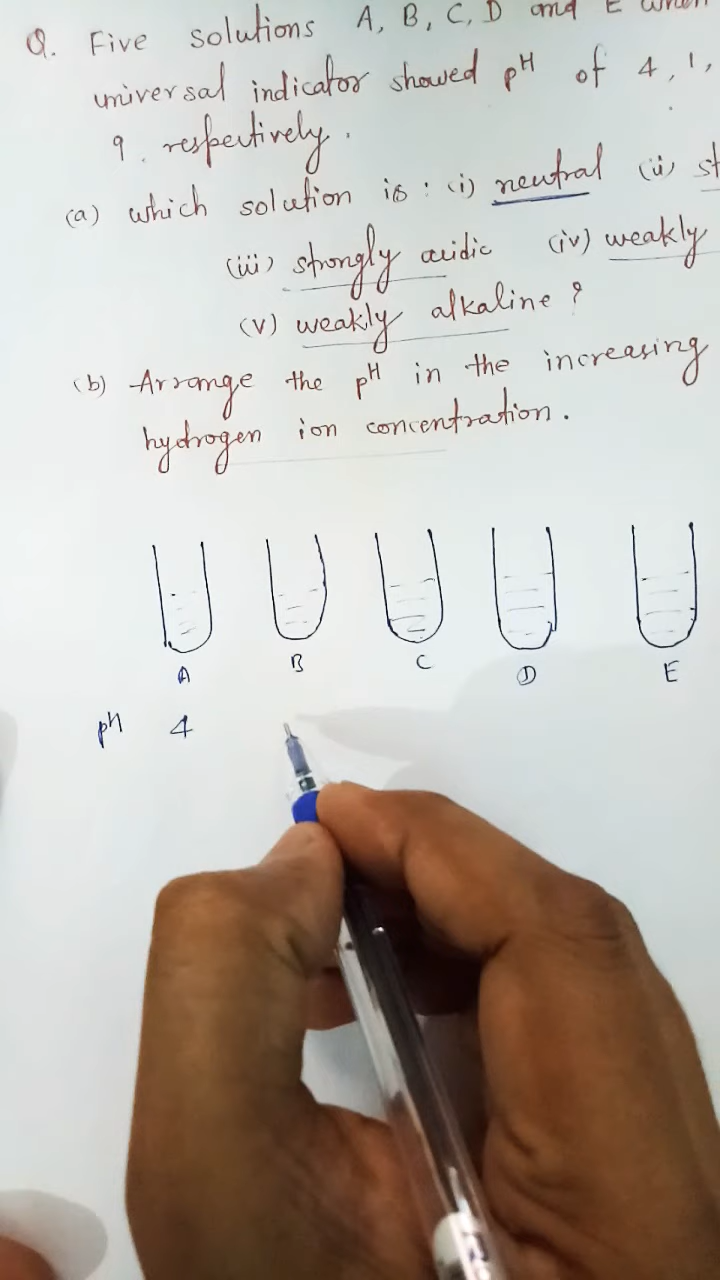 Q. Five solutions A, B, C, D and E when
universal indicator showed pH of 4, 1,
9. respectively.
(a) which solution is : (i) neutral (ii) st
(iii) strongly acidic (iv) weakly
(v) weakly alkaline ?
(b) Arrange the pH in the increasing
hydrogen ion concentration.
A B C D E
pH 4